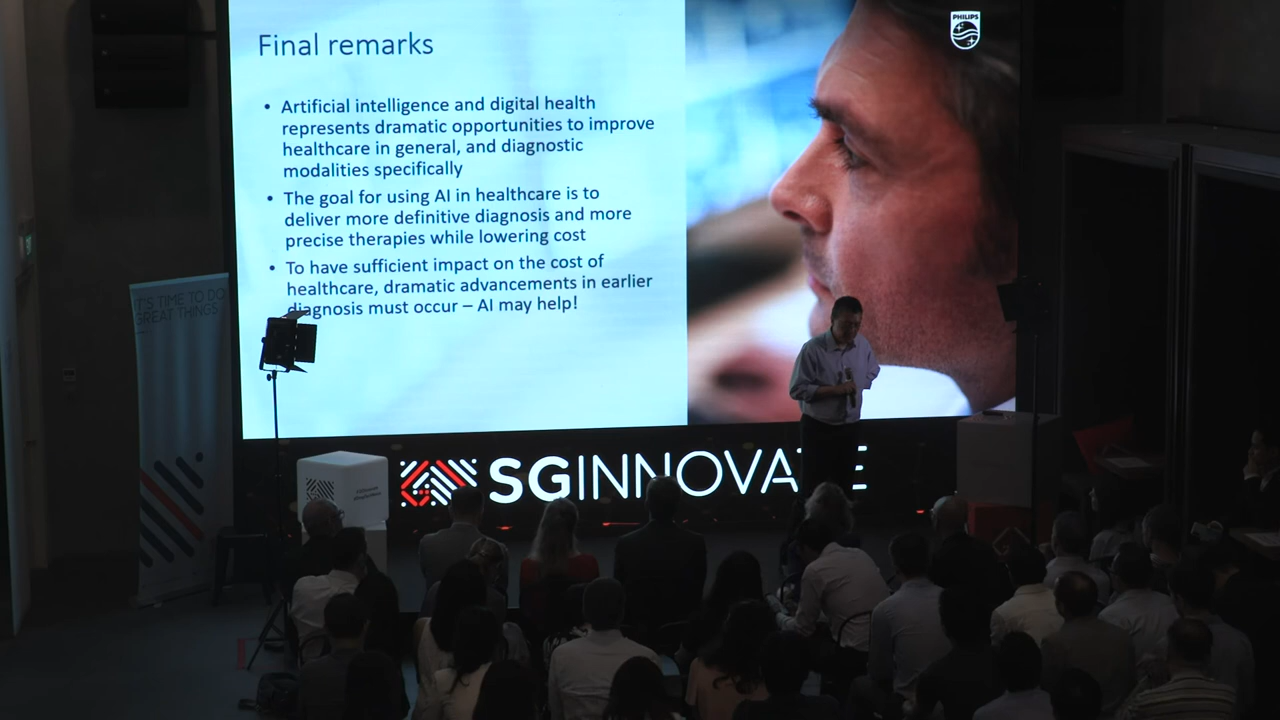 PHILIPS
Final remarks
• Artificial intelligence and digital health
represents dramatic opportunities to improve
healthcare in general, and diagnostic
modalities specifically
• The goal for using AI in healthcare is to
deliver more definitive diagnosis and more
precise therapies while lowering cost
• To have sufficient impact on the cost of
healthcare, dramatic advancements in earlier
diagnosis must occur – AI may help!
IT'S TIME TO DO
GREAT THINGS
SGINNOVATE